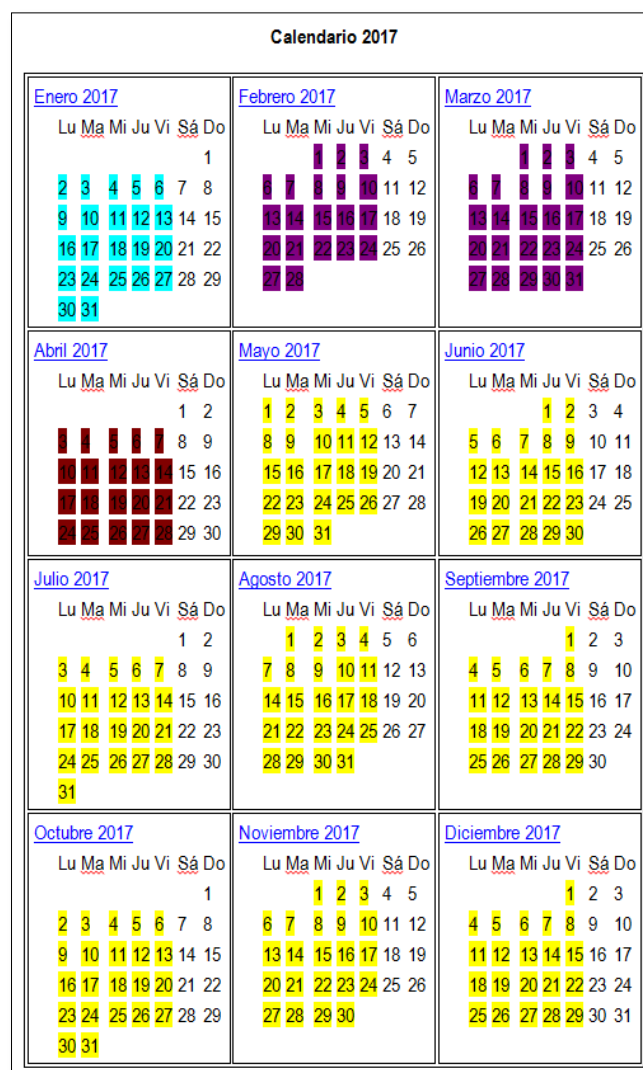 Calendario 2017
Enero 2017
Lu Ma Mi Ju Vi Sá Do
1
2 3 4 5 6 7 8
9 10 11 12 13 14 15
16 17 18 19 20 21 22
23 24 25 26 27 28 29
30 31
Febrero 2017
Lu Ma Mi Ju Vi Sá Do
1 2 3 4 5
6 7 8 9 10 11 12
13 14 15 16 17 18 19
20 21 22 23 24 25 26
27 28
Marzo 2017
Lu Ma Mi Ju Vi Sá Do
1 2 3 4 5
6 7 8 9 10 11 12
13 14 15 16 17 18 19
20 21 22 23 24 25 26
27 28 29 30 31
Abril 2017
Lu Ma Mi Ju Vi Sá Do
1 2
3 4 5 6 7 8 9
10 11 12 13 14 15 16
17 18 19 20 21 22 23
24 25 26 27 28 29 30
Mayo 2017
Lu Ma Mi Ju Vi Sá Do
1 2 3 4 5 6 7
8 9 10 11 12 13 14
15 16 17 18 19 20 21
22 23 24 25 26 27 28
29 30 31
Junio 2017
Lu Ma Mi Ju Vi Sá Do
1 2 3 4
5 6 7 8 9 10 11
12 13 14 15 16 17 18
19 20 21 22 23 24 25
26 27 28 29 30
Julio 2017
Lu Ma Mi Ju Vi Sá Do
1 2
3 4 5 6 7 8 9
10 11 12 13 14 15 16
17 18 19 20 21 22 23
24 25 26 27 28 29 30
31
Agosto 2017
Lu Ma Mi Ju Vi Sá Do
1 2 3 4 5 6
7 8 9 10 11 12 13
14 15 16 17 18 19 20
21 22 23 24 25 26 27
28 29 30 31
Septiembre 2017
Lu Ma Mi Ju Vi Sá Do
1 2 3
4 5 6 7 8 9 10
11 12 13 14 15 16 17
18 19 20 21 22 23 24
25 26 27 28 29 30
Octubre 2017
Lu Ma Mi Ju Vi Sá Do
1
2 3 4 5 6 7 8
9 10 11 12 13 14 15
16 17 18 19 20 21 22
23 24 25 26 27 28 29
30 31
Noviembre 2017
Lu Ma Mi Ju Vi Sá Do
1 2 3 4 5
6 7 8 9 10 11 12
13 14 15 16 17 18 19
20 21 22 23 24 25 26
27 28 29 30
Diciembre 2017
Lu Ma Mi Ju Vi Sá Do
1 2 3
4 5 6 7 8 9 10
11 12 13 14 15 16 17
18 19 20 21 22 23 24
25 26 27 28 29 30 31